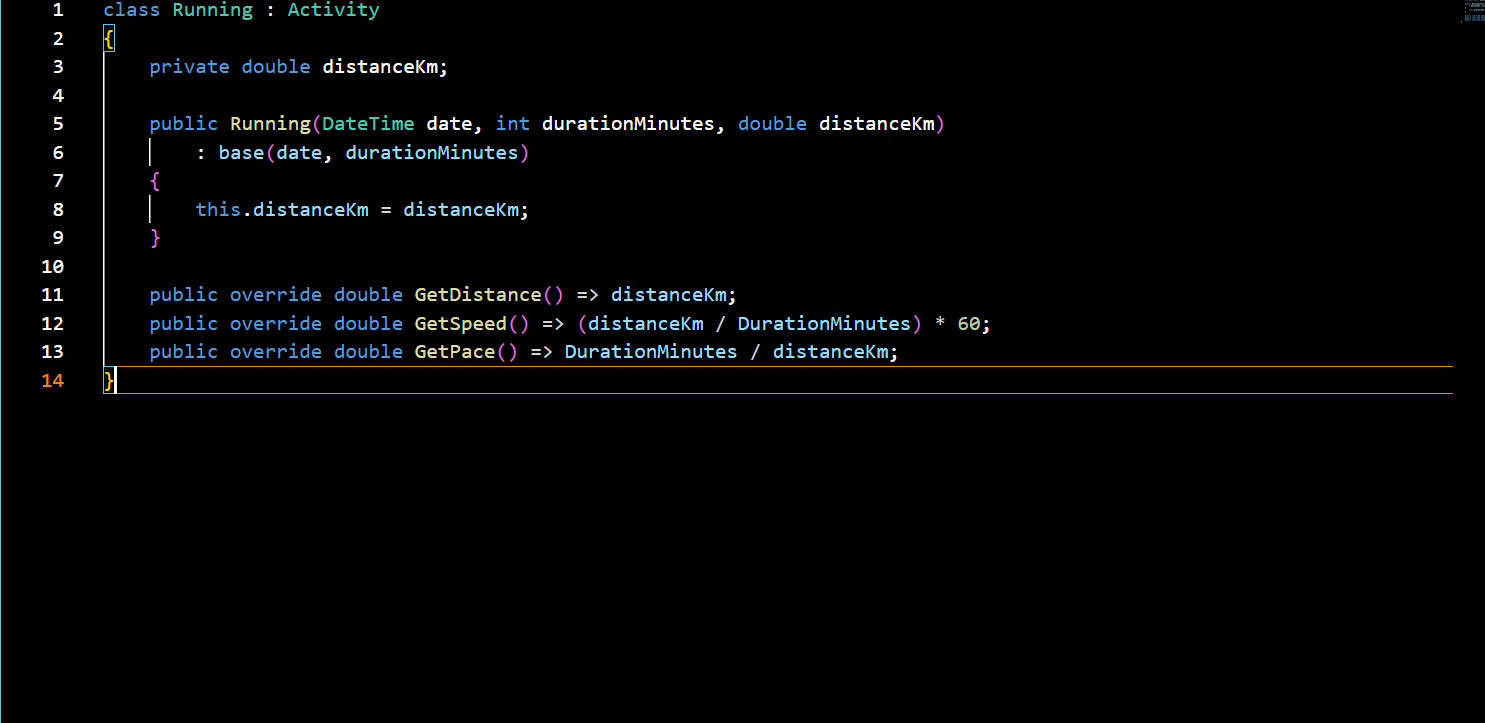 1 class Running : Activity
2 {
3     private double distanceKm;
4
5     public Running(DateTime date, int durationMinutes, double distanceKm)
6         : base(date, durationMinutes)
7     {
8         this.distanceKm = distanceKm;
9     }
10
11     public override double GetDistance() => distanceKm;
12     public override double GetSpeed() => (distanceKm / DurationMinutes) * 60;
13     public override double GetPace() => DurationMinutes / distanceKm;
14 }